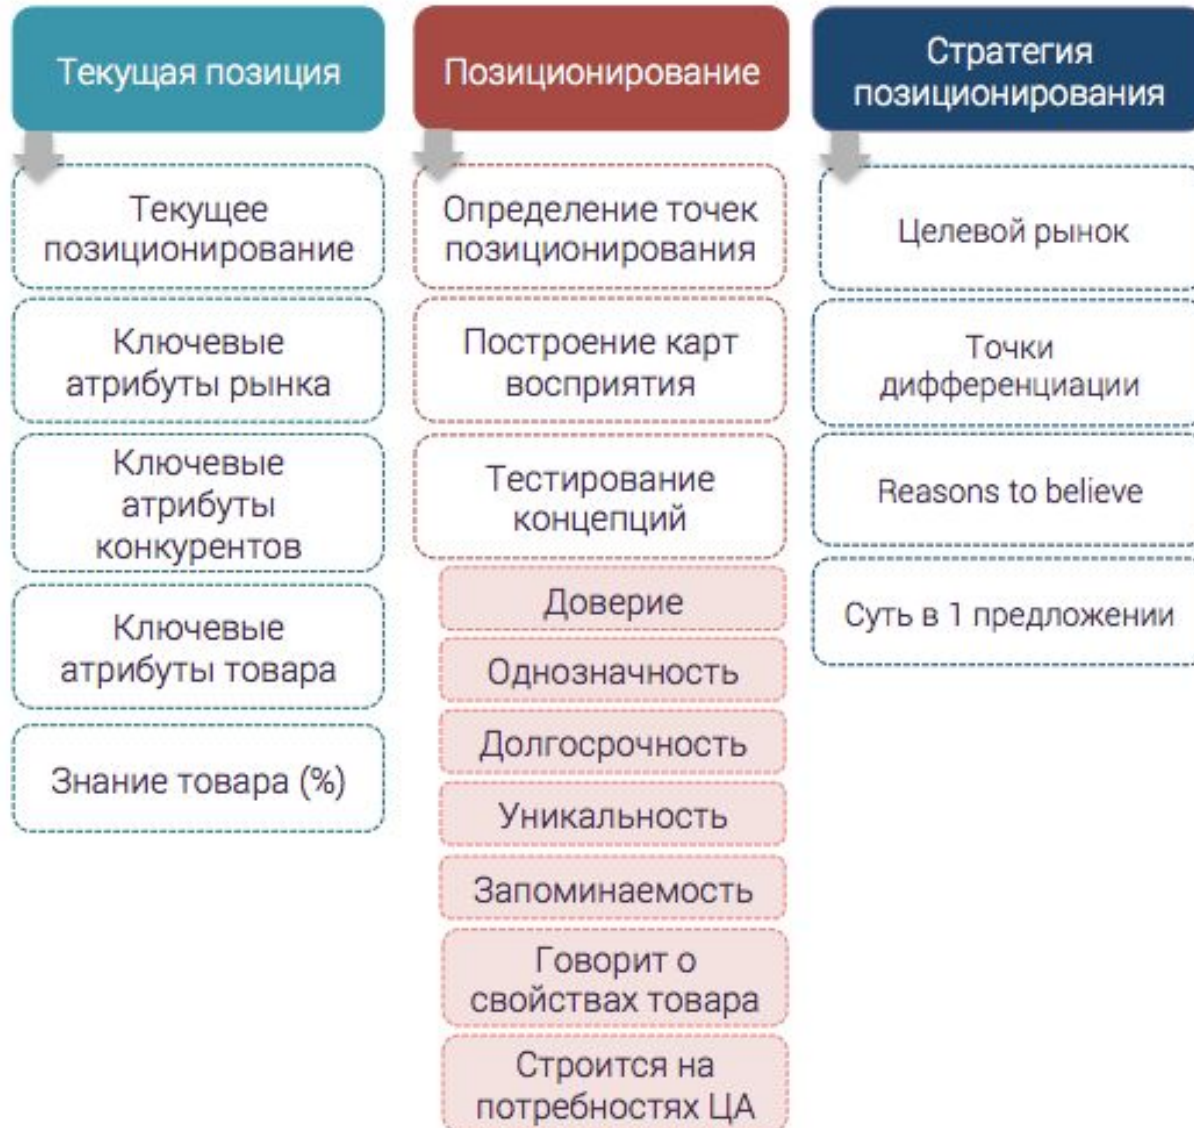 Текущая позиция
Текущее
позиционирование
Ключевые
атрибуты рынка
Ключевые
атрибуты
конкурентов
Ключевые
атрибуты товара
Знание товара (%)
Позиционирование
Определение точек
позиционирования
Построение карт
восприятия
Тестирование
концепций
Доверие
Однозначность
Долгосрочность
Уникальность
Запоминаемость
Говорит о
свойствах товара
Строится на
потребностях ЦА
Стратегия
позиционирования
Целевой рынок
Точки
дифференциации
Reasons to believe
Суть в 1 предложении